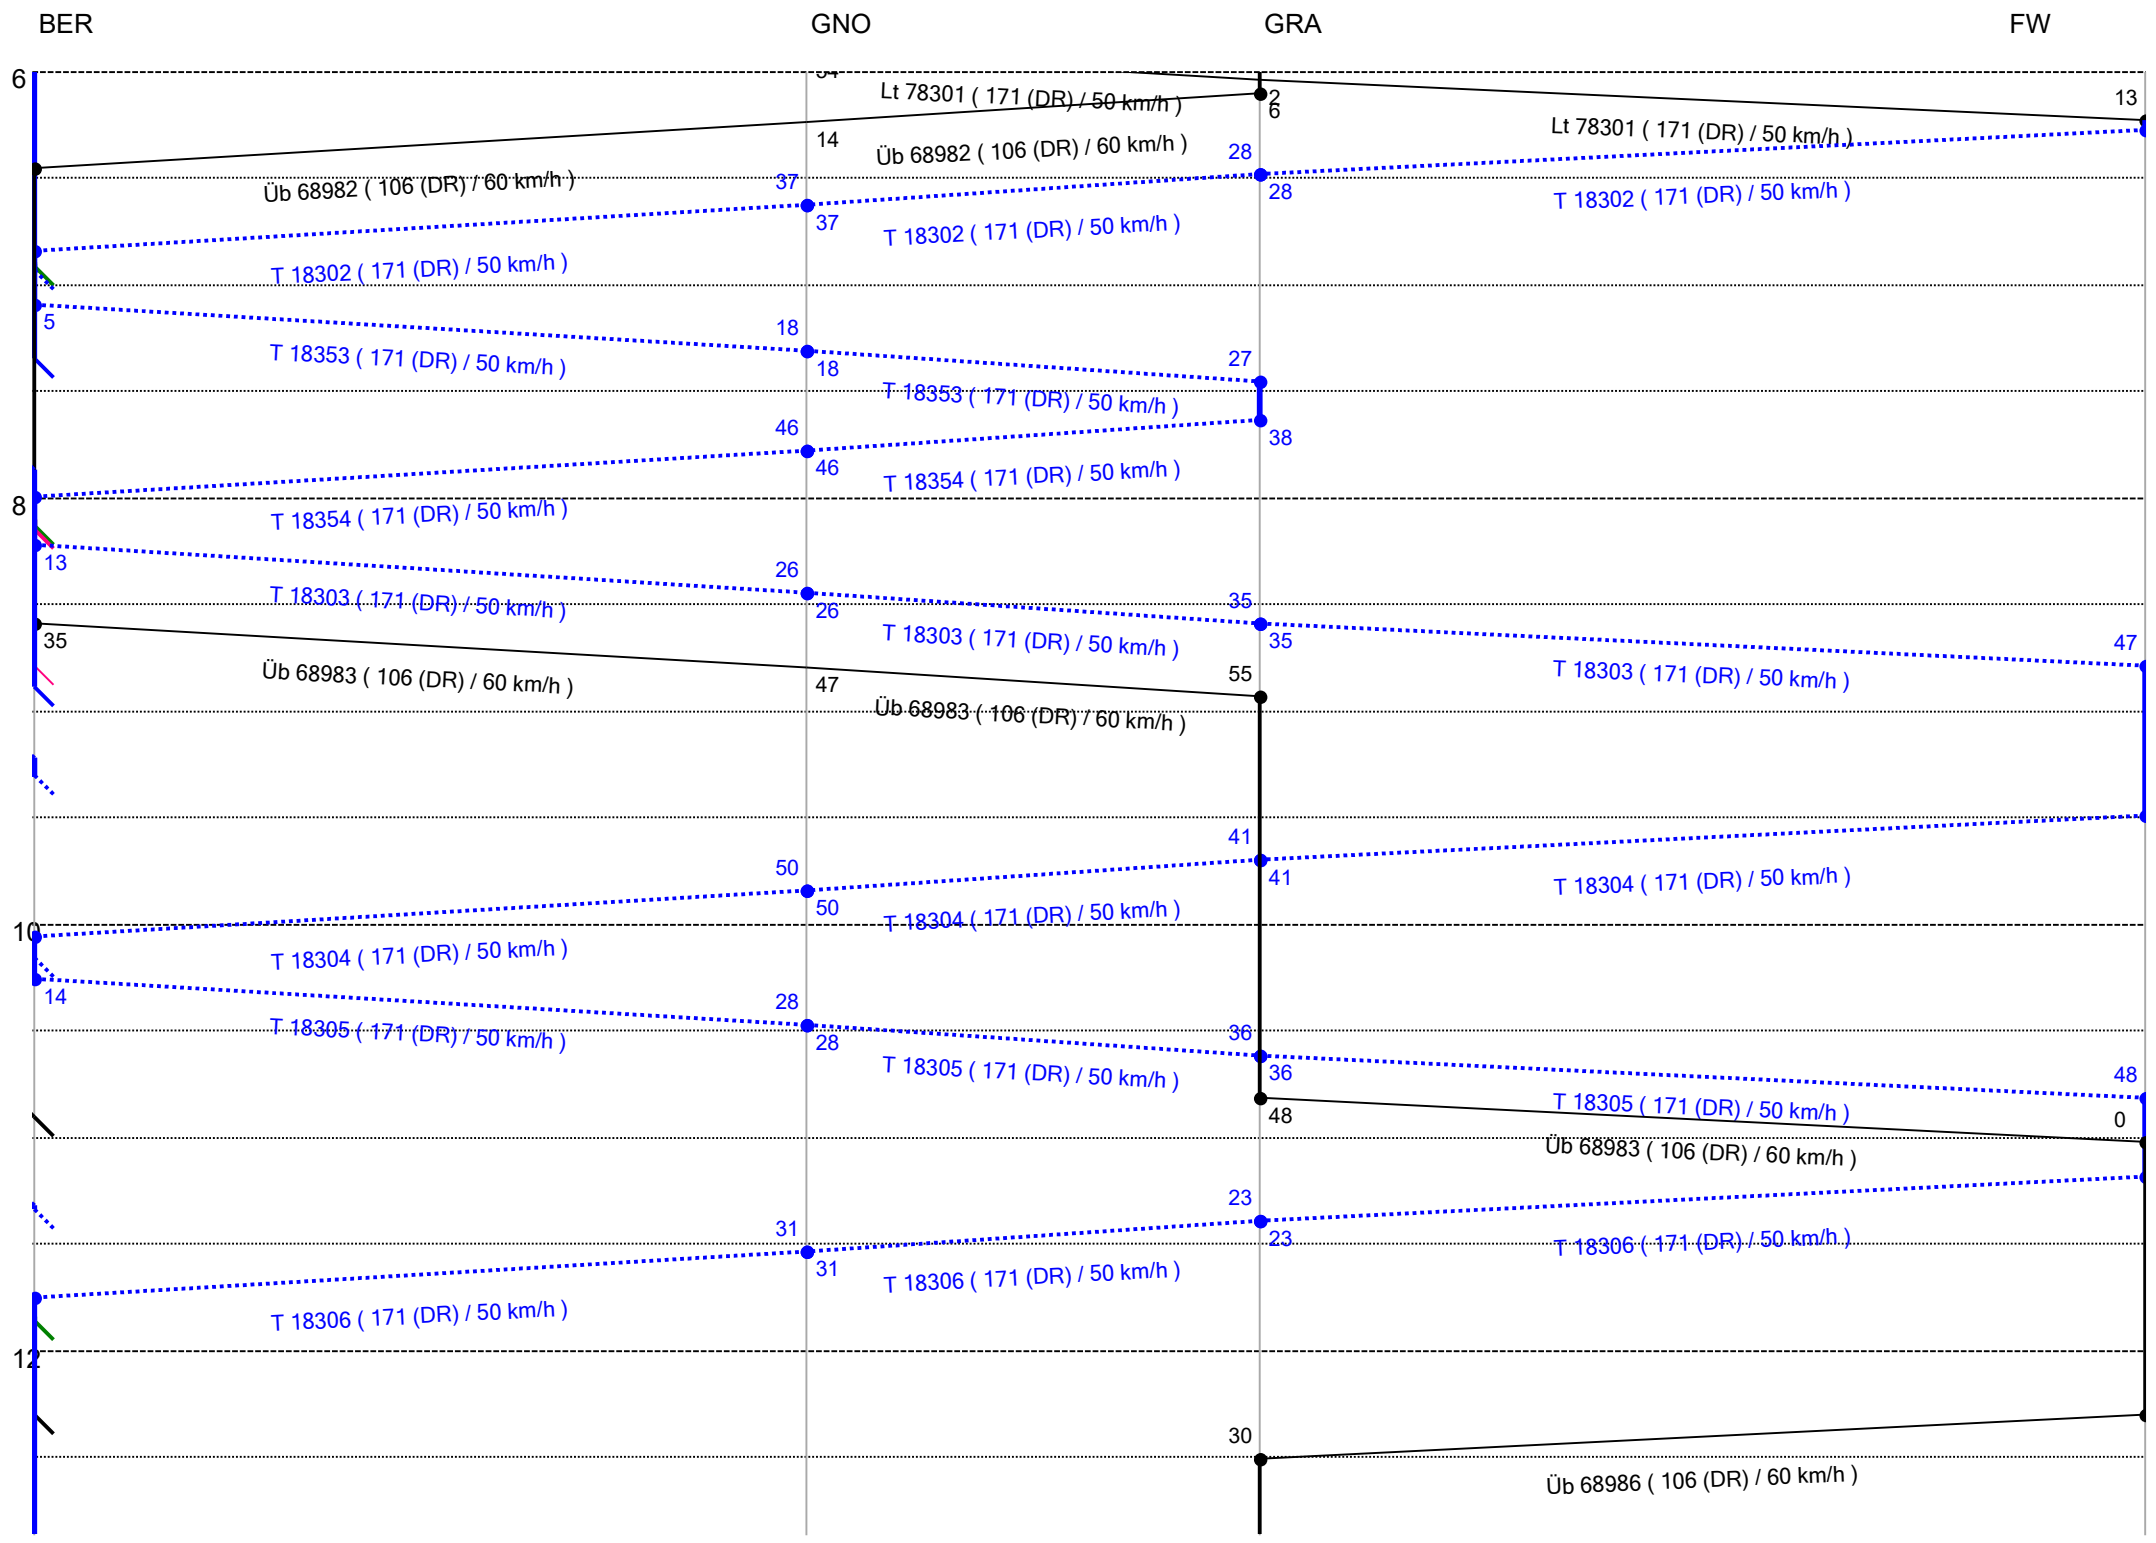 BER GNO GRA FW
6
Lt 78301 ( 171 (DR) / 50 km/h )
2
6
13
14
Üb 68982 ( 106 (DR) / 60 km/h )
Lt 78301 ( 171 (DR) / 50 km/h )
28
Üb 68982 ( 106 (DR) / 60 km/h )
37
28
T 18302 ( 171 (DR) / 50 km/h )
37
T 18302 ( 171 (DR) / 50 km/h )
T 18302 ( 171 (DR) / 50 km/h )
5
18
T 18353 ( 171 (DR) / 50 km/h )
18
27
T 18353 ( 171 (DR) / 50 km/h )
46
38
46
T 18354 ( 171 (DR) / 50 km/h )
8
T 18354 ( 171 (DR) / 50 km/h )
13
26
T 18303 ( 171 (DR) / 50 km/h )
26
35
35
T 18303 ( 171 (DR) / 50 km/h )
35
47
Üb 68983 ( 106 (DR) / 60 km/h )
47
55
T 18303 ( 171 (DR) / 50 km/h )
Üb 68983 ( 106 (DR) / 60 km/h )
41
50
41
T 18304 ( 171 (DR) / 50 km/h )
50
T 18304 ( 171 (DR) / 50 km/h )
10
T 18304 ( 171 (DR) / 50 km/h )
14
28
T 18305 ( 171 (DR) / 50 km/h )
28
36
T 18305 ( 171 (DR) / 50 km/h )
36
48
T 18305 ( 171 (DR) / 50 km/h )
48
0
Üb 68983 ( 106 (DR) / 60 km/h )
23
31
23
T 18306 ( 171 (DR) / 50 km/h )
31
T 18306 ( 171 (DR) / 50 km/h )
T 18306 ( 171 (DR) / 50 km/h )
12
30
Üb 68986 ( 106 (DR) / 60 km/h )